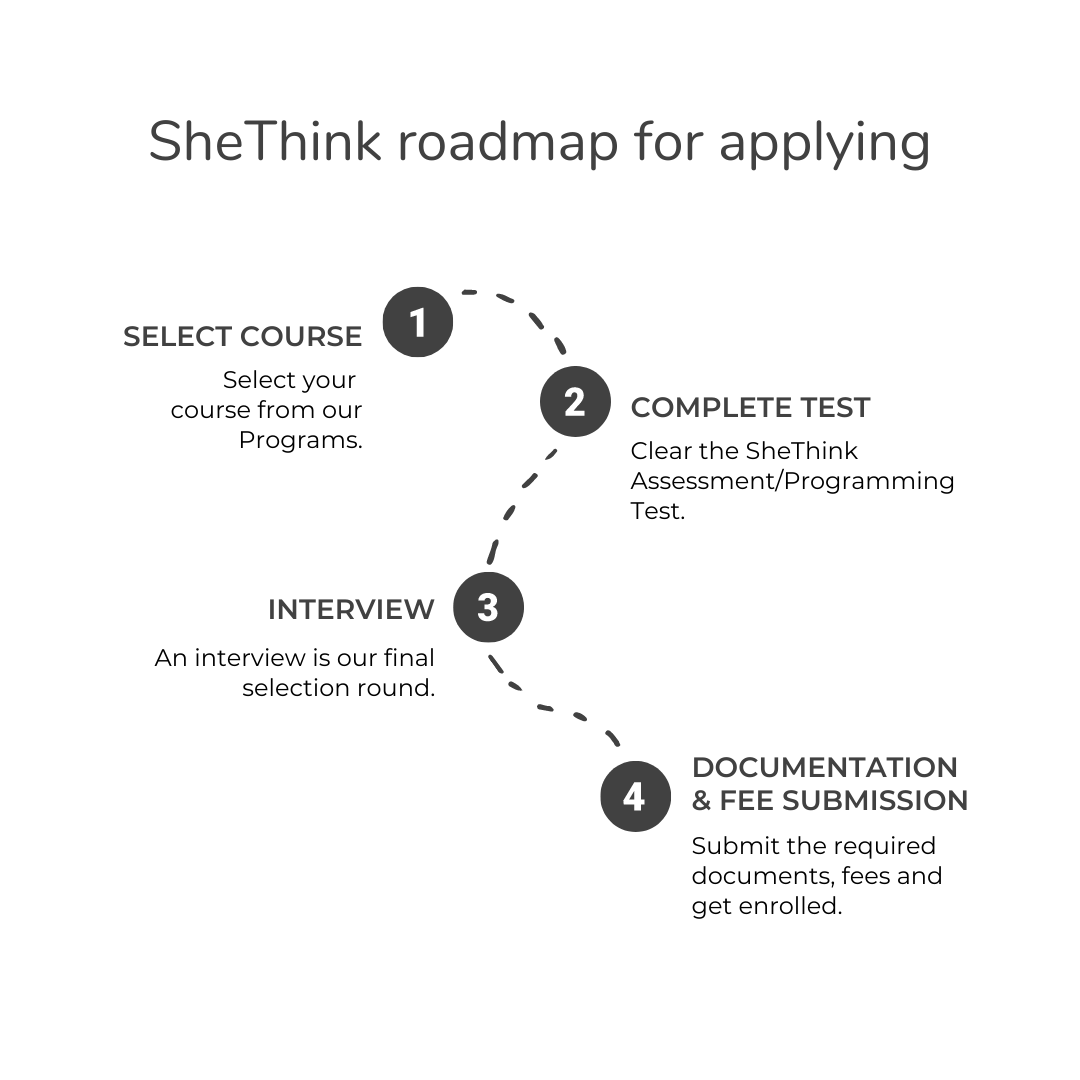 SheThink roadmap for applying
1
SELECT COURSE
Select your
course from our
Programs.
2
COMPLETE TEST
Clear the SheThink
Assessment/Programming
Test.
3
INTERVIEW
An interview is our final
selection round.
4
DOCUMENTATION
& FEE SUBMISSION
Submit the required
documents, fees and
get enrolled.